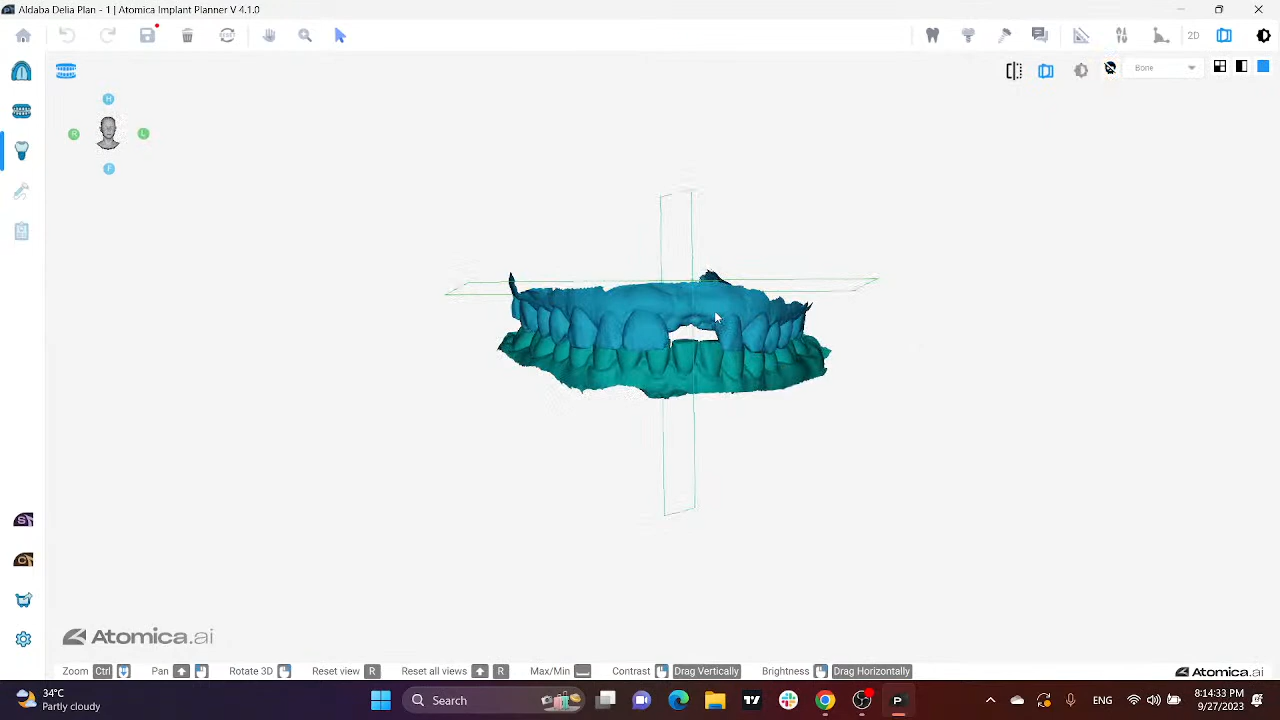 Aldaba Delia Plan - 1 | Atomica Implant Planner V 4.1.0
RESET
2D
Bone
H
R
L
F
Atomica.ai
Zoom Ctrl Pan Rotate 3D Reset view R Reset all views R Max/Min Contrast Drag Vertically Brightness Drag Horizontally
Atomica.ai
34°C
Partly cloudy
Search
ENG
8:14:33 PM
9/27/2023